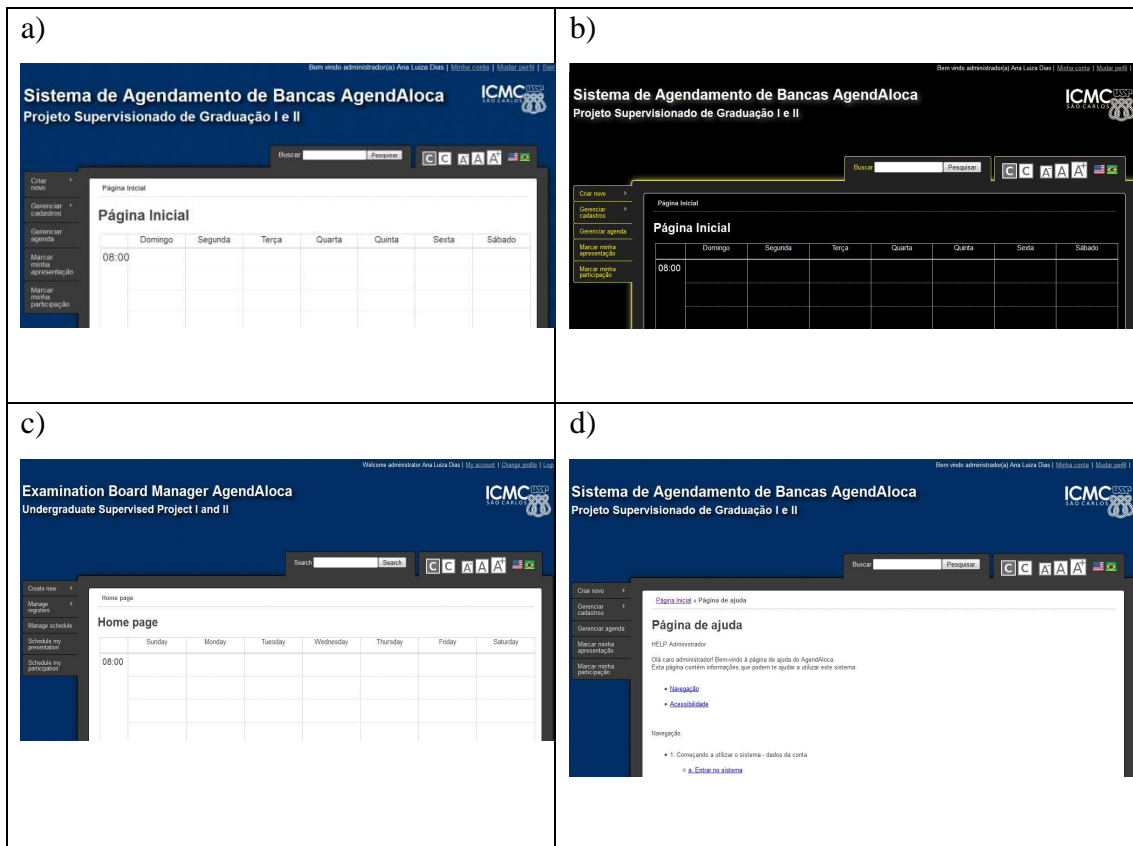 a)
Bem vindo administrador(a) Ana Luiza Dias | Minha conta | Mudar perfil |
Sistema de Agendamento de Bancas AgendAloca
Projeto Supervisionado de Graduação I e II
ICMC USP
SÃO CARLOS
Buscar Pesquisar C C A A A+
Criar novo
Gerenciar cadastros
Gerenciar agenda
Marcar minha apresentação
Marcar minha participação
Página Inicial
Página Inicial
Domingo Segunda Terça Quarta Quinta Sexta Sábado
08:00
b)
Bem vindo administrador(a) Ana Luiza Dias | Minha conta | Mudar perfil |
Sistema de Agendamento de Bancas AgendAloca
Projeto Supervisionado de Graduação I e II
ICMC USP
SÃO CARLOS
Buscar Pesquisar C C A A A+
Criar novo
Gerenciar cadastros
Gerenciar agenda
Marcar minha apresentação
Marcar minha participação
Página Inicial
Página Inicial
Domingo Segunda Terça Quarta Quinta Sexta Sábado
08:00
c)
Welcome administrator Ana Luiza Dias | My account | Change profile |
Examination Board Manager AgendAloca
Undergraduate Supervised Project I and II
ICMC USP
SÃO CARLOS
Search Search C C A A A+
Create new
Manage registers
Manage schedule
Schedule my presentation
Schedule my participation
Home page
Home page
Sunday Monday Tuesday Wednesday Thursday Friday Saturday
08:00
d)
Bem vindo administrador(a) Ana Luiza Dias | Minha conta | Mudar perfil |
Sistema de Agendamento de Bancas AgendAloca
Projeto Supervisionado de Graduação I e II
ICMC USP
SÃO CARLOS
Buscar Pesquisar C C A A A+
Criar novo
Gerenciar cadastros
Gerenciar agenda
Marcar minha apresentação
Marcar minha participação
Página Inicial » Página de ajuda
Página de ajuda
HELP Administrador
Olá caro administrador! Bem-vindo à página de ajuda do AgendAloca.
Esta página contém informações que podem te ajudar a utilizar este sistema.
Navegação
Acessibilidade
Navegação
1. Começando a utilizar o sistema - dados da conta
a. Entrar no sistema